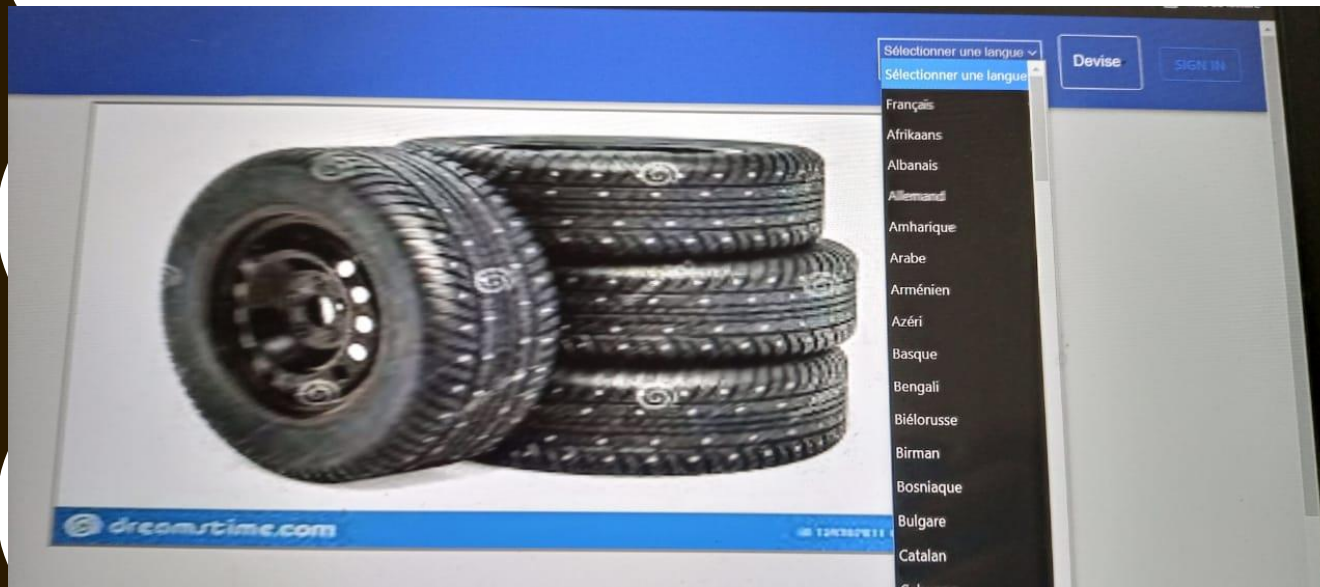 Sélectionner une langue
Devise
SIGN IN
Sélectionner une langue
Français
Afrikaans
Albanais
Allemand
Amharique
Arabe
Arménien
Azéri
Basque
Bengali
Biélorusse
Birman
Bosniaque
Bulgare
Catalan
dreamstime.com